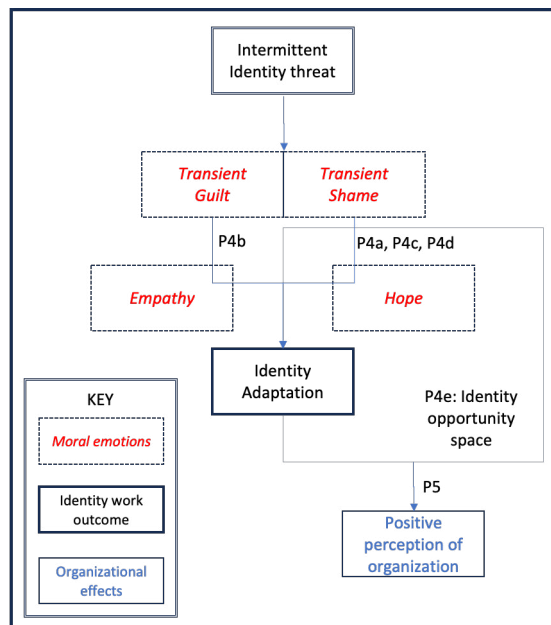 Intermittent
Identity threat
Transient
Guilt
Transient
Shame
P4b
P4a, P4c, P4d
Empathy
Hope
Identity
Adaptation
P4e: Identity
opportunity
space
P5
Positive
perception of
organization
KEY
Moral emotions
Identity work
outcome
Organizational
effects